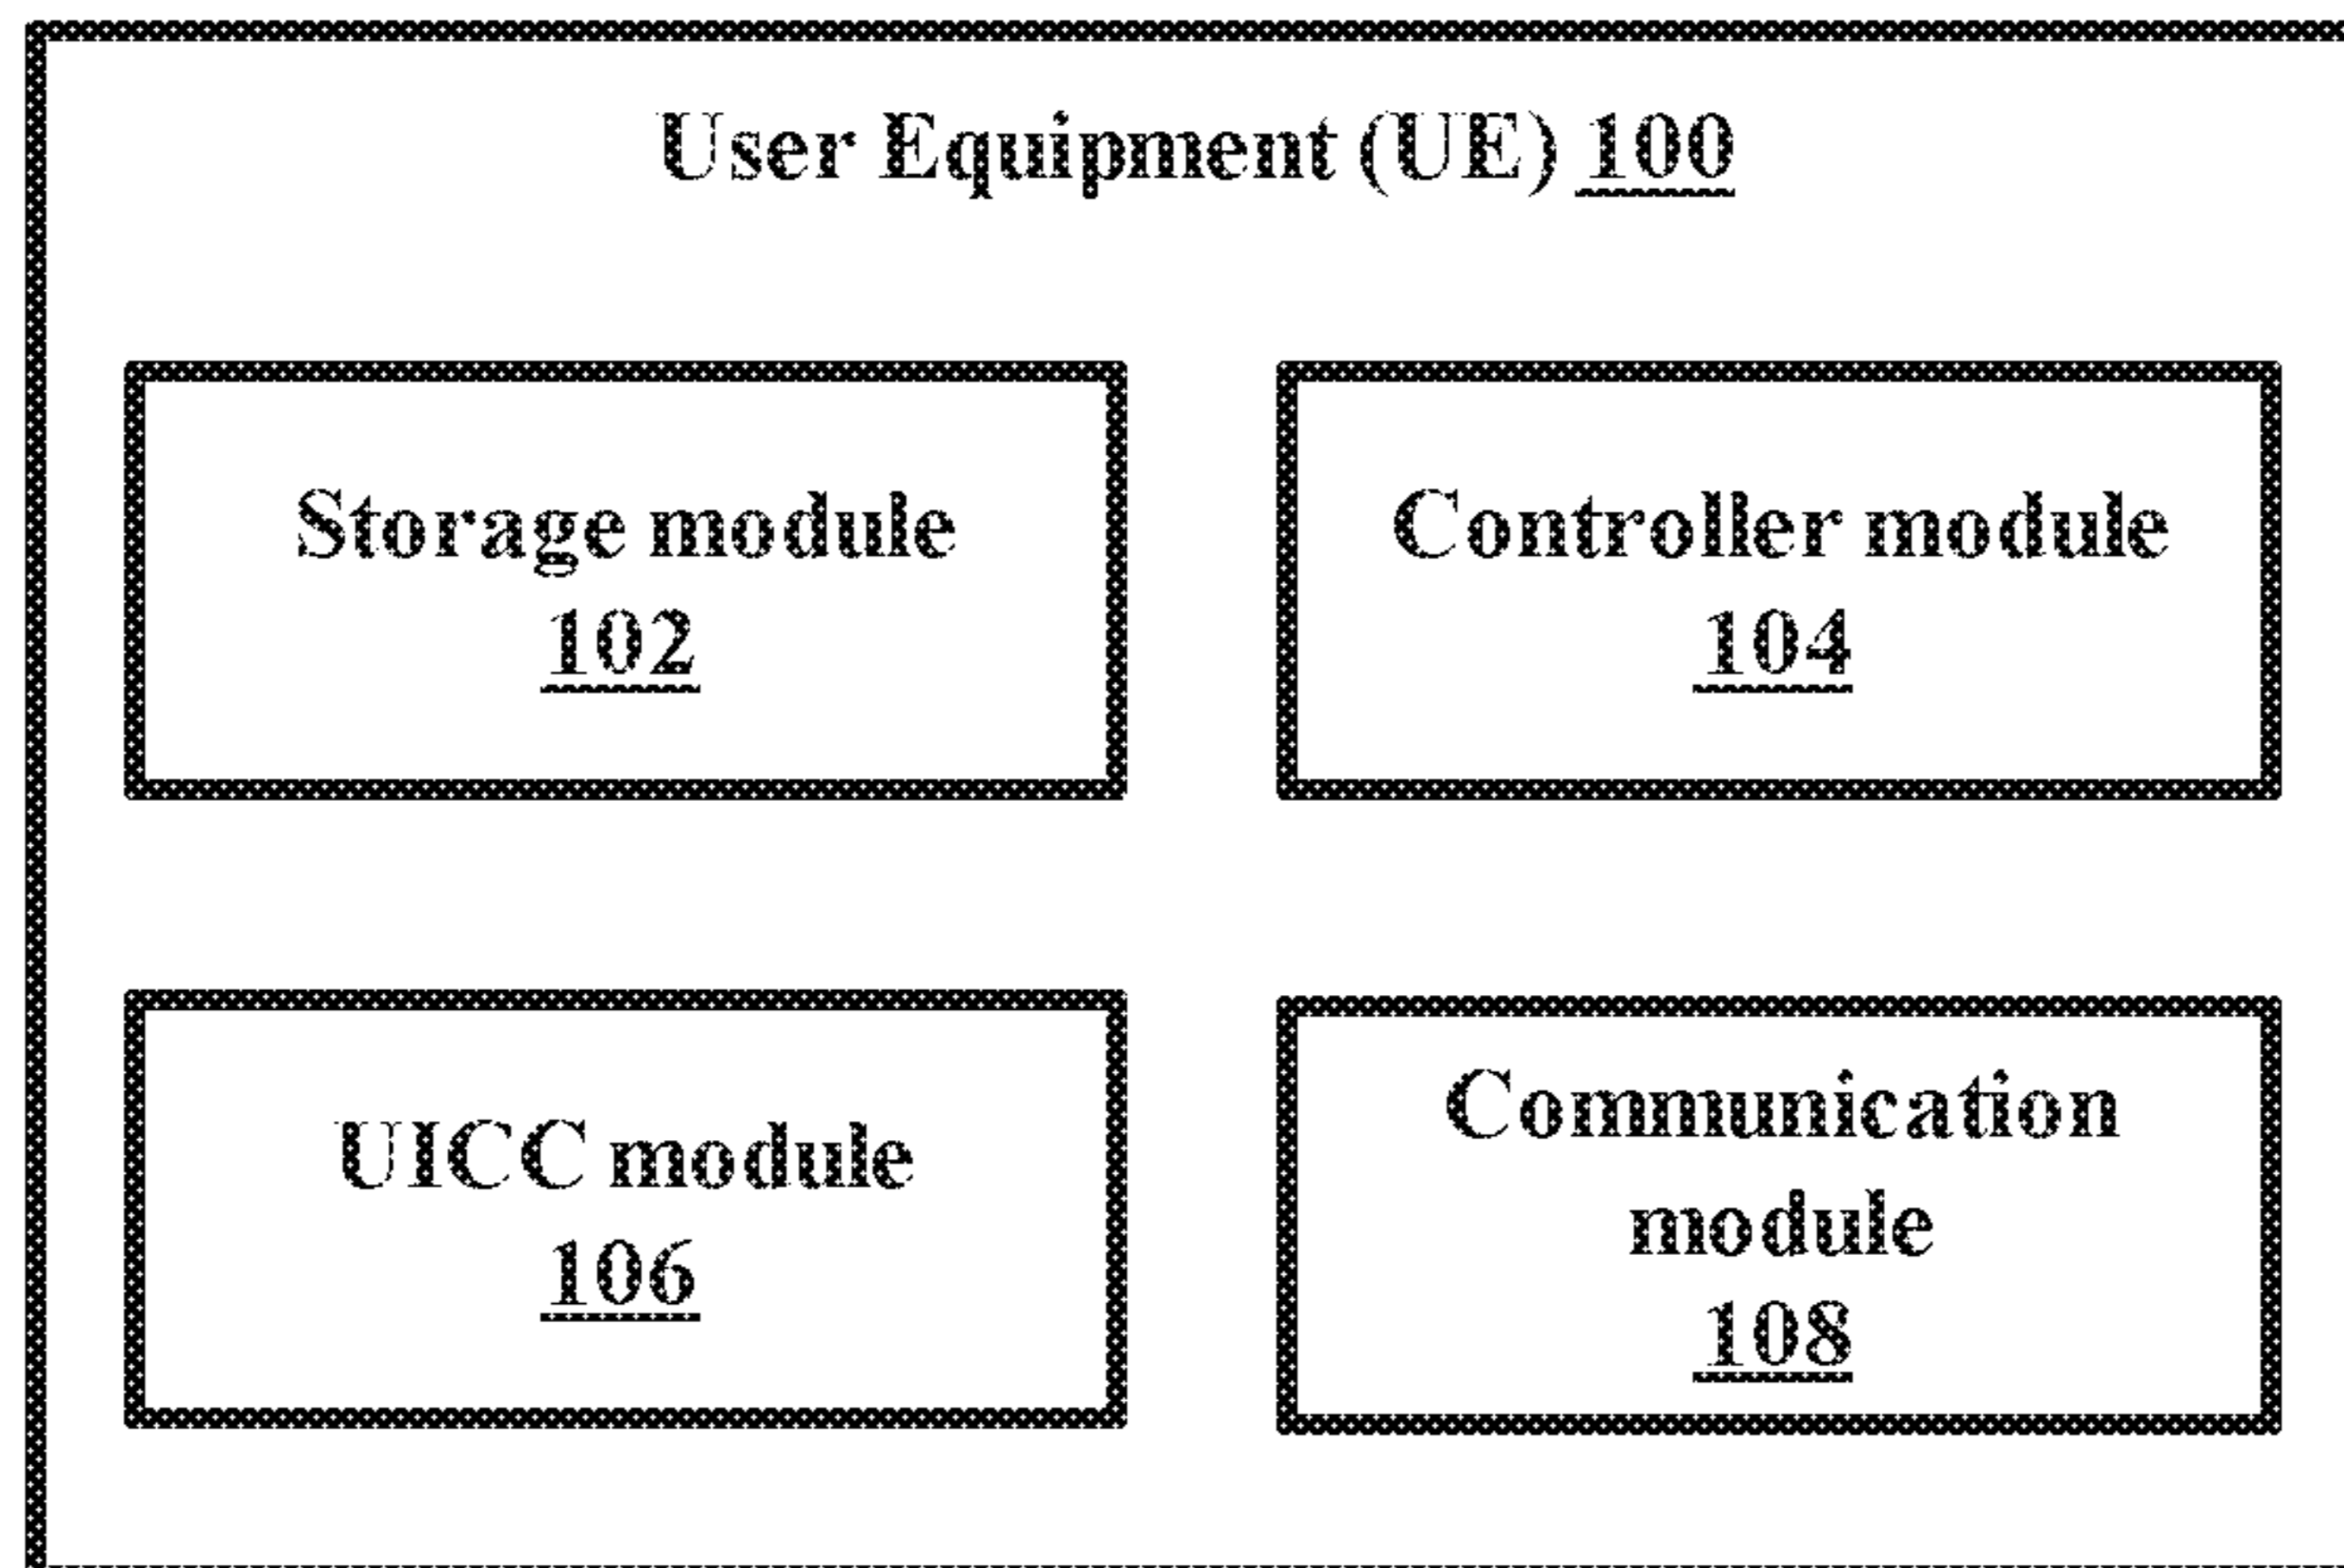 User Equipment (UE) 100
Storage module
102
Controller module
104
UICC module
106
Communication
module
108